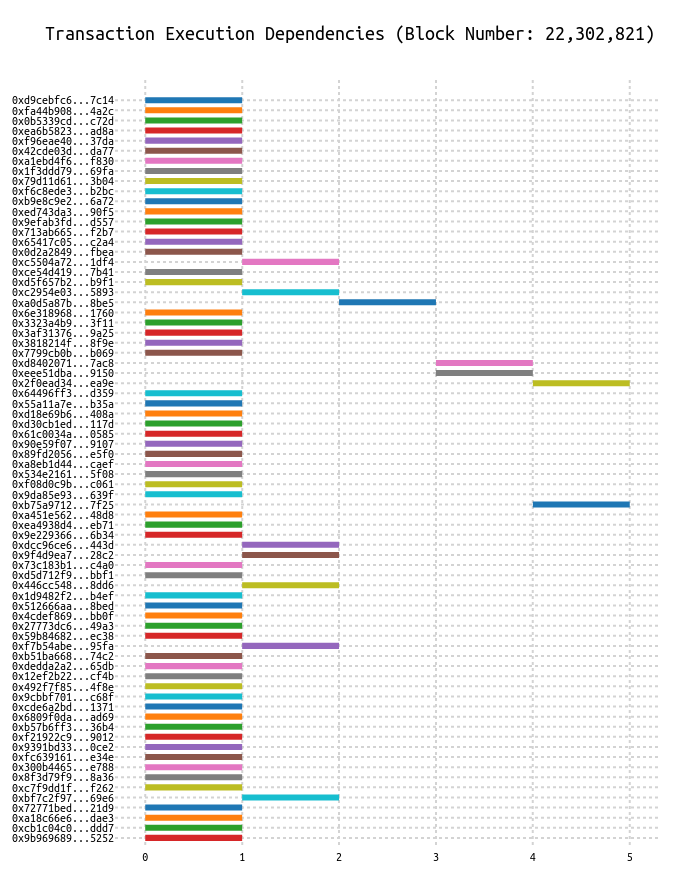 Transaction Execution Dependencies (Block Number: 22,302,821)
0xd9cebfc6...7c14
0xfa44b908...4a2c
0x0b5339cd...c72d
0xea6b5823...ad8a
0xf96eae40...37da
0x42cde03d...da77
0xa1ebd4f6...f830
0x1f3ddd79...69fa
0x79d11d61...3b04
0xf6c8ede3...b2bc
0xb9e8c9e2...6a72
0xed743da3...90f5
0x9efab3fd...d557
0x713ab665...f2b7
0x65417c05...c2a4
0x0d2a2849...fbea
0xc5504a72...1df4
0xce54d419...7b41
0xd5f657b2...b9f1
0xc2954e03...5893
0xa0d5a87b...8be5
0x6e318968...1760
0x3323a4b9...3f11
0x3af31376...9a25
0x3818214f...8f9e
0x7799cb0b...b069
0xd8402071...7ac8
0xeee51dba...9150
0x2f0ead34...ea9e
0x64496ff3...d359
0x55a11a7e...b35a
0xd18e69b6...408a
0xd30cb1ed...117d
0x61c0034a...0585
0x90e59f07...9107
0x89fd2056...e5f0
0xa8eb1d44...caef
0x534e2161...5f08
0xf08d0c9b...c061
0x9da85e93...639f
0xb75a9712...7f25
0xa451e562...48d8
0xea4938d4...eb71
0x9e229366...6b34
0xdcc96ce6...443d
0x9f4d9ea7...28c2
0x73c183b1...c4a0
0xd5d712f9...bbf1
0x446cc548...8dd6
0x1d9482f2...b4ef
0x512666aa...8bed
0x4cdef869...bb0f
0x27773dc6...49a3
0x59b84682...ec38
0xf7b54abe...95fa
0xb51ba668...74c2
0xdedda2a2...65db
0x12ef2b22...cf4b
0x492f7f85...4f8e
0x9cbbf701...c68f
0xcde6a2bd...1371
0x6809f0da...ad69
0xb57b6ff3...36b4
0xf21922c9...9012
0x9391bd33...0ce2
0xfc639161...e34e
0x300b4465...e788
0x8f3d79f9...8a36
0xc7f9dd1f...f262
0xbf7c2f97...69e6
0x72771bed...21d9
0xa18c66e6...dae3
0xcb1c04c0...ddd7
0x9b969689...5252
0 1 2 3 4 5